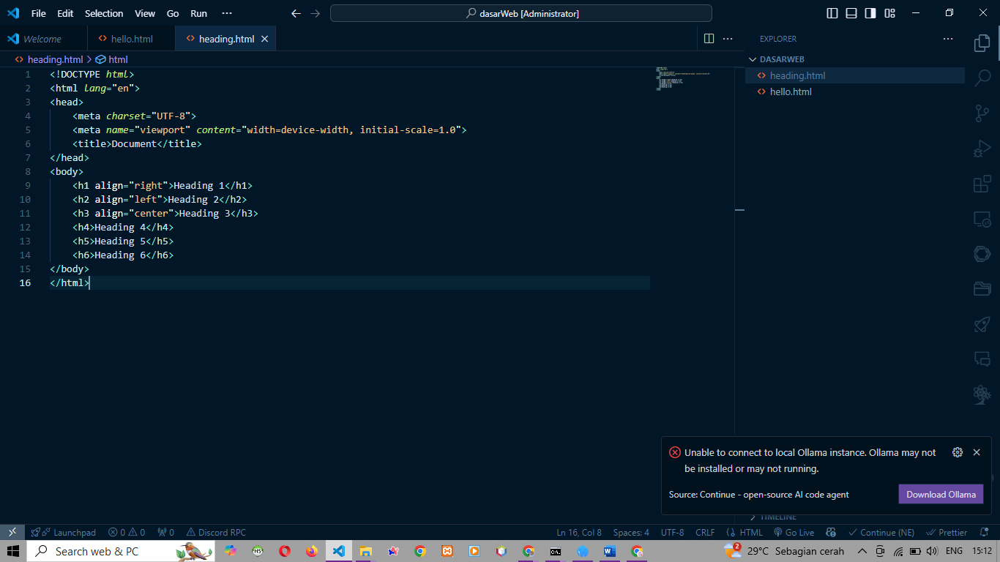 File Edit Selection View Go Run ··· dasarWeb [Administrator]
Welcome hello.html heading.html
EXPLORER
heading.html > html
DASARWEB
heading.html
hello.html
1 <!DOCTYPE html>
2 <html lang="en">
3 <head>
4 <meta charset="UTF-8">
5 <meta name="viewport" content="width=device-width, initial-scale=1.0">
6 <title>Document</title>
7 </head>
8 <body>
9 <h1 align="right">Heading 1</h1>
10 <h2 align="left">Heading 2</h2>
11 <h3 align="center">Heading 3</h3>
12 <h4>Heading 4</h4>
13 <h5>Heading 5</h5>
14 <h6>Heading 6</h6>
15 </body>
16 </html>
Unable to connect to local Ollama instance. Ollama may not
be installed or may not running.
Source: Continue - open-source AI code agent Download Ollama
TIMELINE
Launchpad 0 0 0 Discord RPC Ln 16, Col 8 Spaces: 4 UTF-8 CRLF {} HTML Go Live Continue (NE) Prettier
Search web & PC 2 29°C Sebagian cerah ENG 15:12